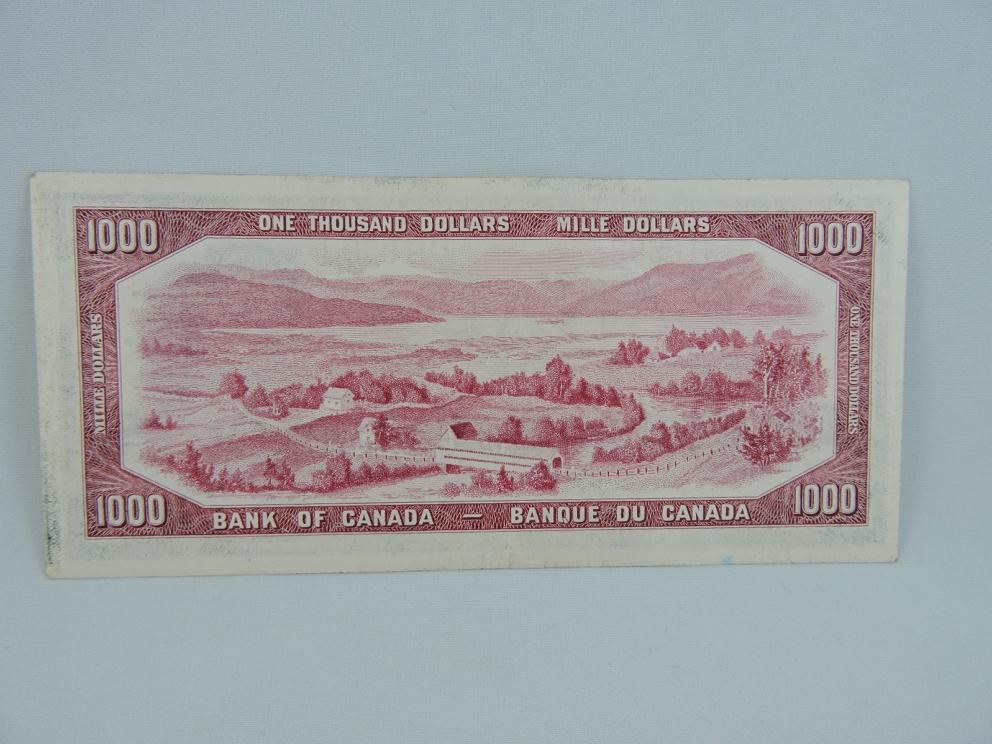 1000 ONE THOUSAND DOLLARS MILLE DOLLARS 1000
MILLE DOLLARS
ONE THOUSAND DOLLARS
1000 BANK OF CANADA — BANQUE DU CANADA 1000